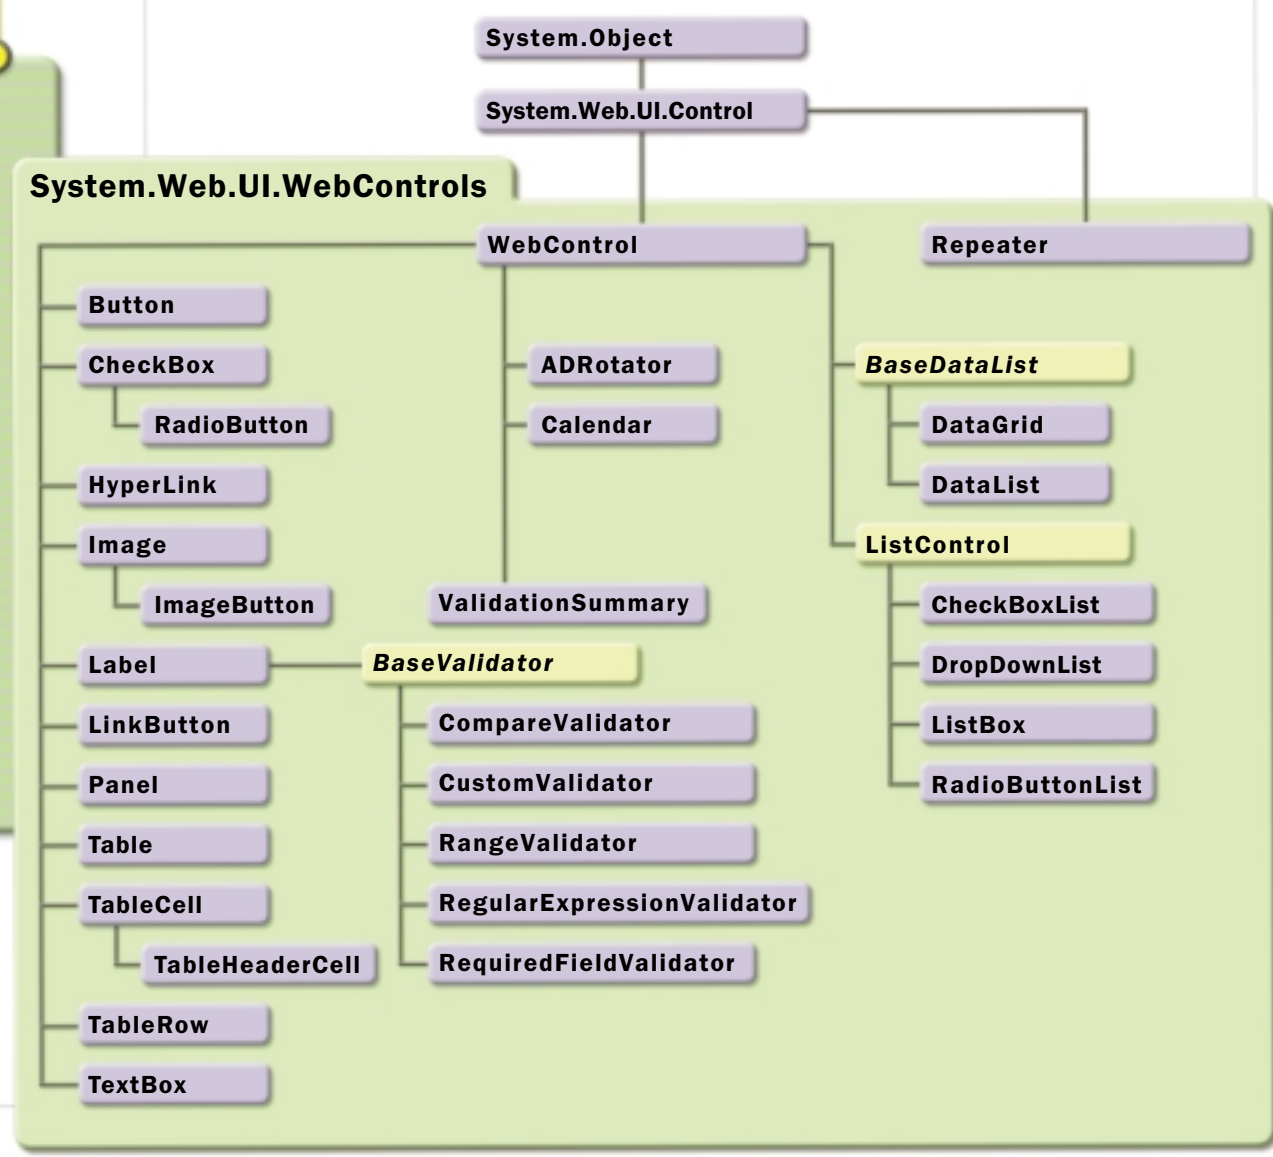 System.Object
System.Web.UI.Control
System.Web.UI.WebControls
WebControl
Repeater
Button
CheckBox
RadioButton
HyperLink
Image
ImageButton
Label
LinkButton
Panel
Table
TableCell
TableHeaderCell
TableRow
TextBox
ADRotator
Calendar
ValidationSummary
BaseValidator
CompareValidator
CustomValidator
RangeValidator
RegularExpressionValidator
RequiredFieldValidator
BaseDataList
DataGrid
DataList
ListControl
CheckBoxList
DropDownList
ListBox
RadioButtonList